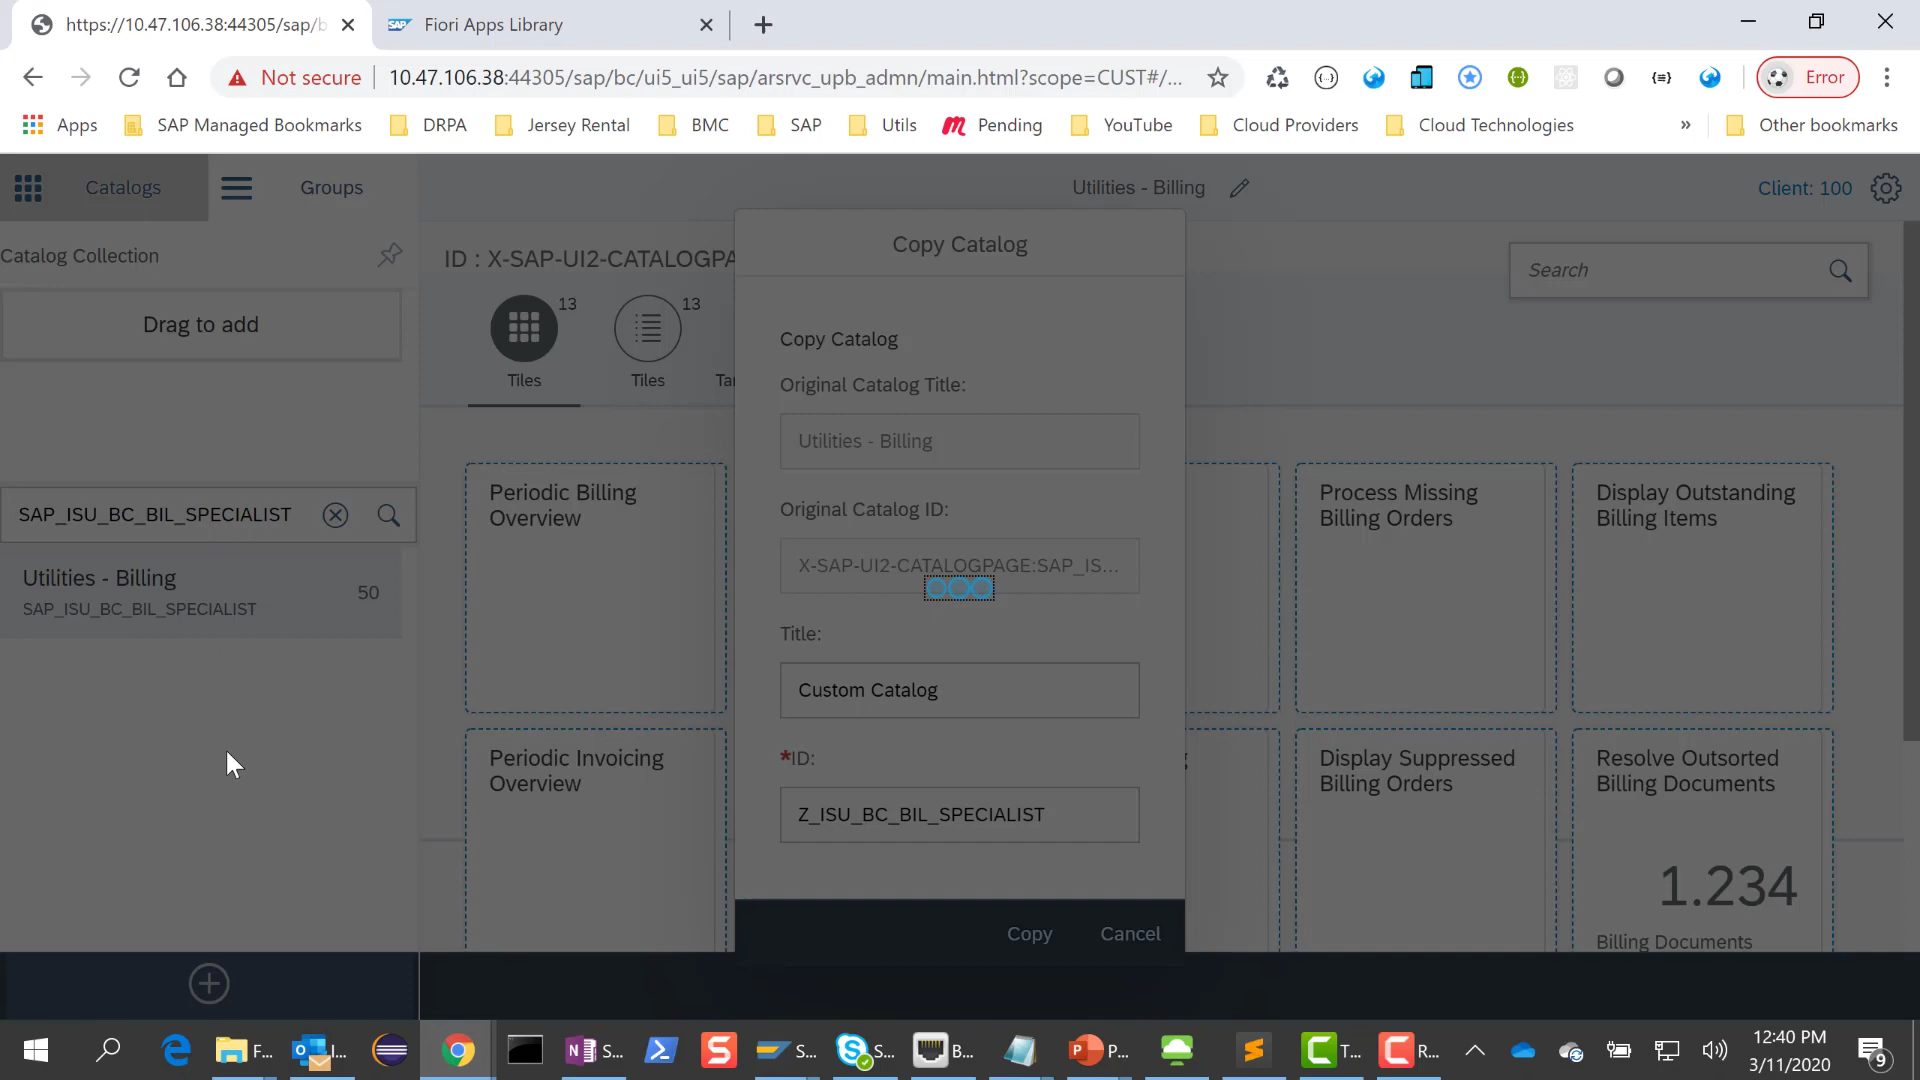 https://10.47.106.38:44305/sap/b
Fiori Apps Library
Not secure
10.47.106.38:44305/sap/bc/ui5_ui5/sap/arsrvc_upb_admn/main.html?scope=CUST#/...
Error
Apps
SAP Managed Bookmarks
DRPA
Jersey Rental
BMC
SAP
Utils
Pending
YouTube
Cloud Providers
Cloud Technologies
»
Other bookmarks
Catalogs
Groups
Utilities - Billing
Client: 100
Catalog Collection
ID : X-SAP-UI2-CATALOGPA
Search
Drag to add
13
Tiles
13
Tiles
Tar
SAP_ISU_BC_BIL_SPECIALIST
Utilities - Billing
SAP_ISU_BC_BIL_SPECIALIST
50
Copy Catalog
Copy Catalog
Original Catalog Title:
Utilities - Billing
Original Catalog ID:
X-SAP-UI2-CATALOGPAGE:SAP_IS...
Title:
Custom Catalog
*ID:
Z_ISU_BC_BIL_SPECIALIST
Copy
Cancel
Periodic Billing
Overview
Process Missing
Billing Orders
Display Outstanding
Billing Items
Periodic Invoicing
Overview
Display Suppressed
Billing Orders
Resolve Outsorted
Billing Documents
1.234
Billing Documents
F...
I...
S...
S...
S...
B...
P...
T...
R...
12:40 PM
3/11/2020
9